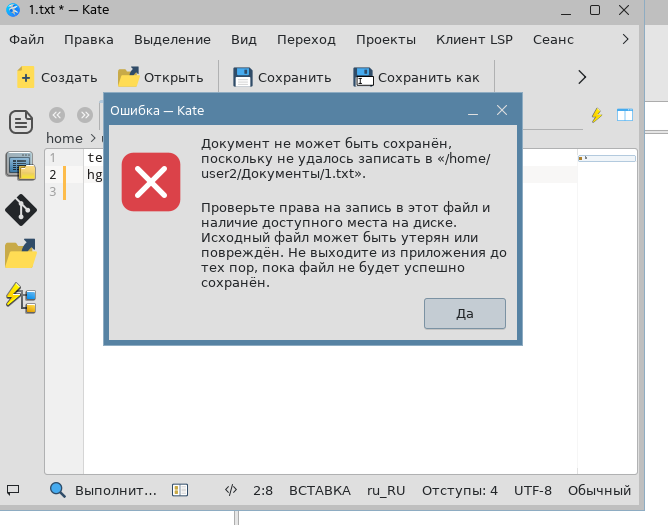 1.txt * — Kate
Файл Правка Выделение Вид Переход Проекты Клиент LSP Сеанс
Создать Открыть Сохранить Сохранить как
Ошибка — Kate
home
1 te
2 hg
3
Документ не может быть сохранён,
поскольку не удалось записать в «/home/
user2/Документы/1.txt».
Проверьте права на запись в этот файл и
наличие доступного места на диске.
Исходный файл может быть утерян или
повреждён. Не выходите из приложения до
тех пор, пока файл не будет успешно
сохранён.
Да
Выполнит... 2:8 ВСТАВКА ru_RU Отступы: 4 UTF-8 Обычный